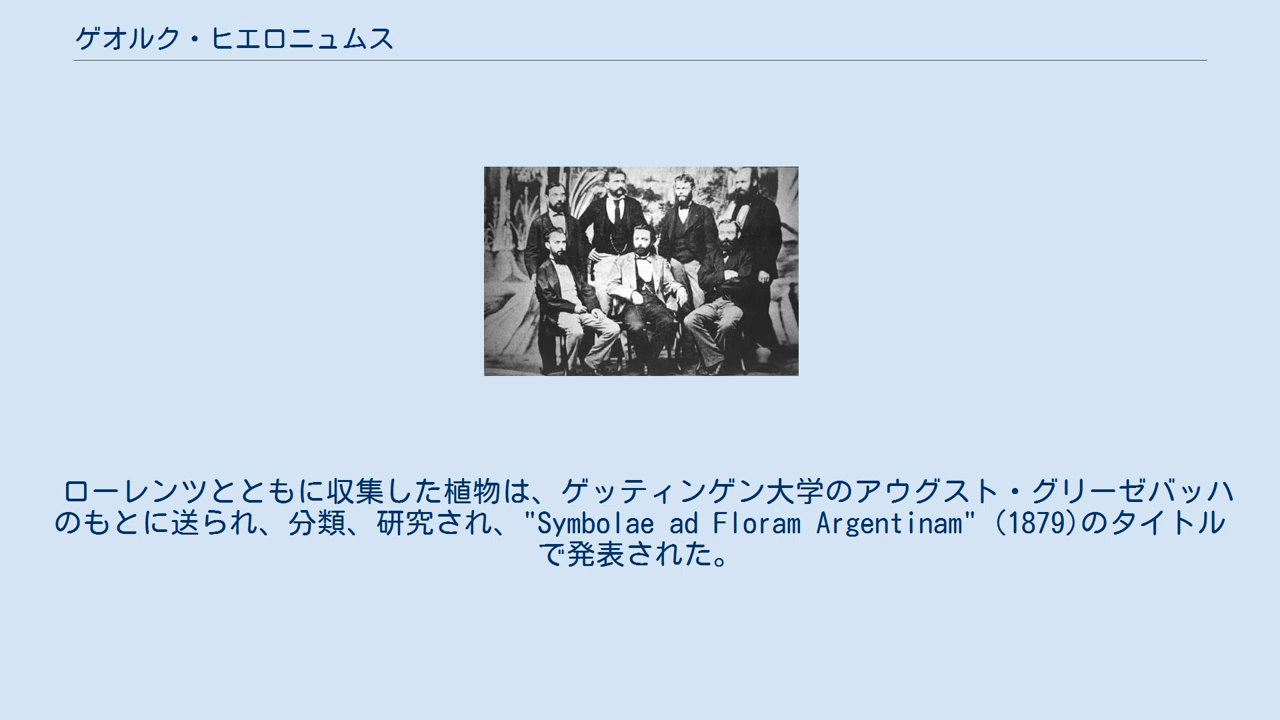 ゲオルク・ヒエロニュムス
ローレンツとともに収集した植物は、ゲッティンゲン大学のアウグスト・グリーゼバッハ
のもとに送られ、分類、研究され、"Symbolae ad Floram Argentinam" (1879)のタイトル
で発表された。